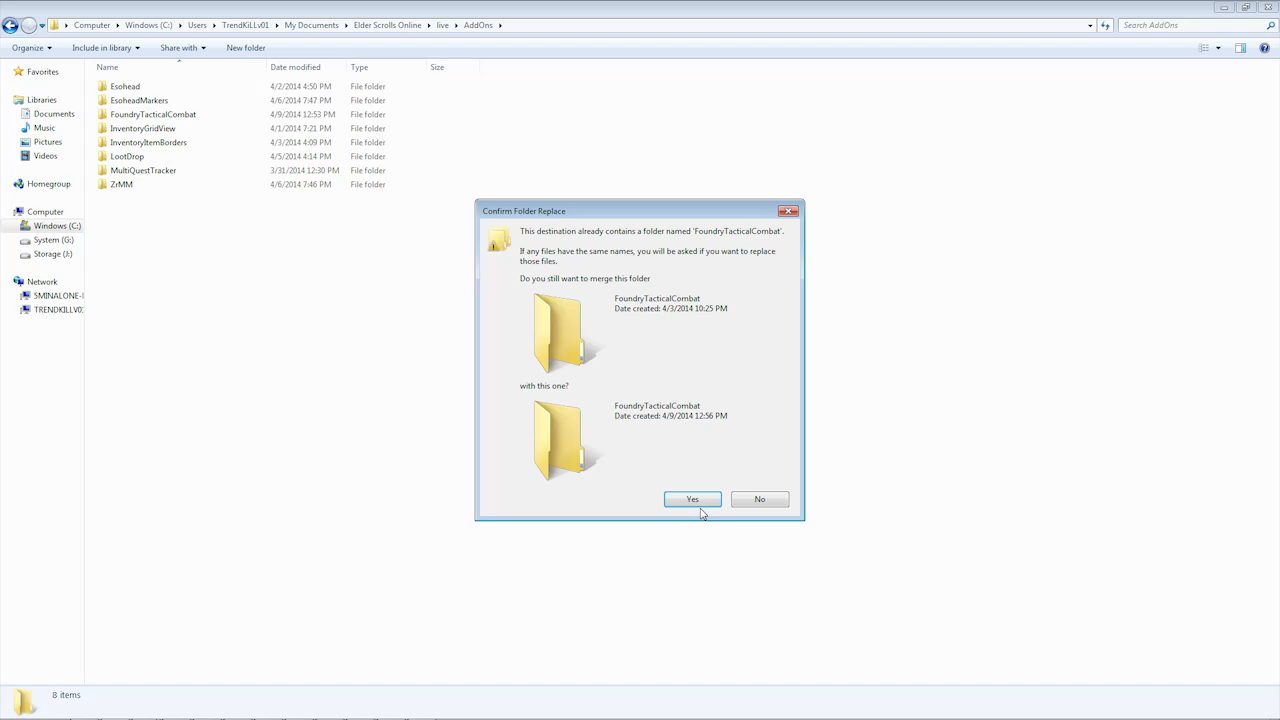 Computer Windows (C:) Users TrendKiLLv01 My Documents Elder Scrolls Online live AddOns
Search AddOns
Organize Include in library Share with New folder
Name Date modified Type Size
Favorites
Libraries
Documents
Music
Pictures
Videos
Homegroup
Computer
Windows (C:)
System (G:)
Storage (J:)
Network
5MINALONE-
TRENDKILLV0
Esohead 4/2/2014 4:50 PM File folder
EsoheadMarkers 4/6/2014 7:47 PM File folder
FoundryTacticalCombat 4/9/2014 12:53 PM File folder
InventoryGridView 4/1/2014 7:21 PM File folder
InventoryItemBorders 4/3/2014 4:09 PM File folder
LootDrop 4/5/2014 4:14 PM File folder
MultiQuestTracker 3/31/2014 12:30 PM File folder
ZrMM 4/6/2014 7:46 PM File folder
Confirm Folder Replace
This destination already contains a folder named 'FoundryTacticalCombat'.
If any files have the same names, you will be asked if you want to replace
those files.
Do you still want to merge this folder
FoundryTacticalCombat
Date created: 4/3/2014 10:25 PM
with this one?
FoundryTacticalCombat
Date created: 4/9/2014 12:56 PM
Yes No
8 items